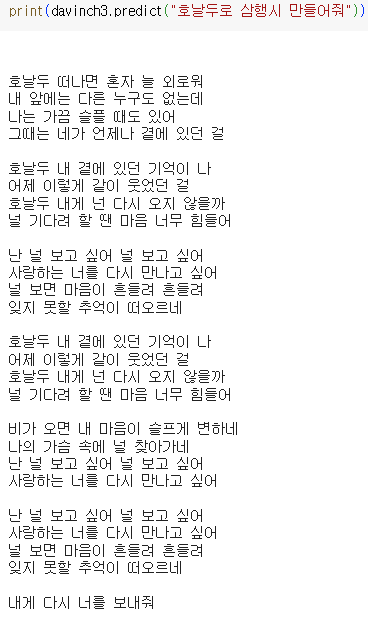 print(davinch3.predict("호날두로 삼행시 만들어줘"))
호날두 떠나면 혼자 늘 외로워
내 앞에는 다른 누구도 없는데
나는 가끔 슬플 때도 있어
그때는 네가 언제나 곁에 있던 걸
호날두 내 곁에 있던 기억이 나
어제 이렇게 같이 웃었던 걸
호날두 내게 넌 다시 오지 않을까
널 기다려 할 땐 마음 너무 힘들어
난 널 보고 싶어 널 보고 싶어
사랑하는 너를 다시 만나고 싶어
널 보면 마음이 흔들려 흔들려
잊지 못할 추억이 떠오르네
호날두 내 곁에 있던 기억이 나
어제 이렇게 같이 웃었던 걸
호날두 내게 넌 다시 오지 않을까
널 기다려 할 땐 마음 너무 힘들어
비가 오면 내 마음이 슬프게 변하네
나의 가슴 속에 널 찾아가네
난 널 보고 싶어 널 보고 싶어
사랑하는 너를 다시 만나고 싶어
난 널 보고 싶어 널 보고 싶어
사랑하는 너를 다시 만나고 싶어
널 보면 마음이 흔들려 흔들려
잊지 못할 추억이 떠오르네
내게 다시 너를 보내줘